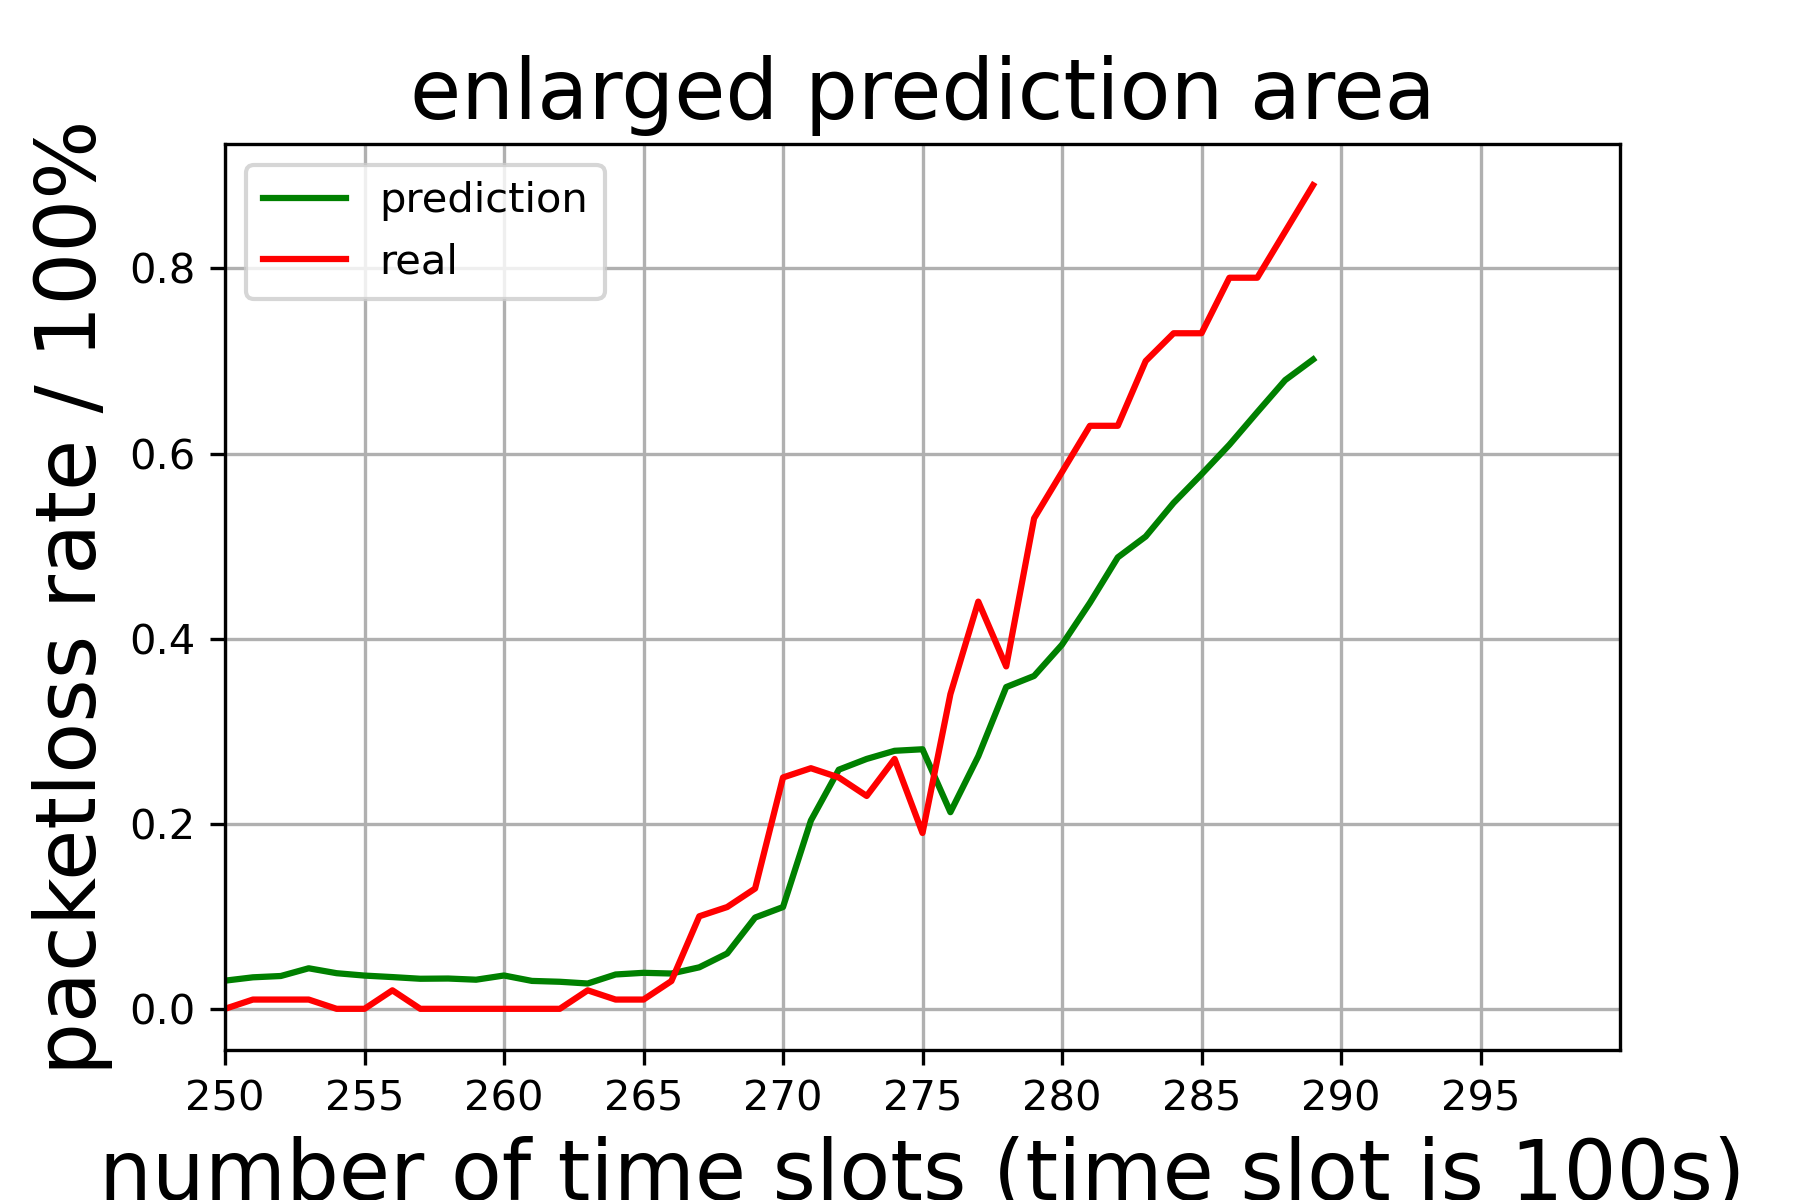 enlarged prediction area
packetloss rate / 100%
prediction
real
0.8
0.6
0.4
0.2
0.0
250 255 260 265 270 275 280 285 290 295
number of time slots (time slot is 100s)